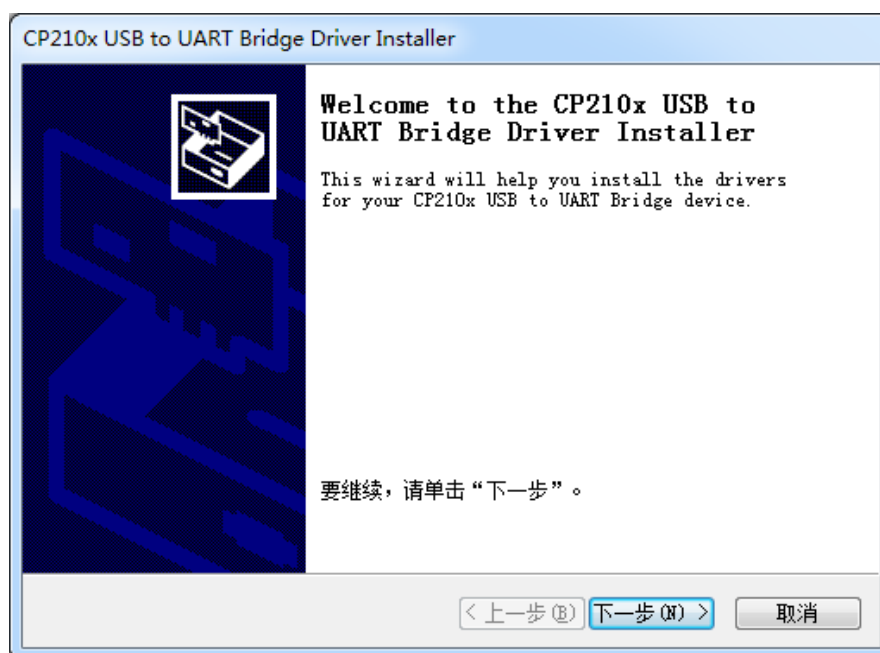 CP210x USB to UART Bridge Driver Installer
Welcome to the CP210x USB to
UART Bridge Driver Installer
This wizard will help you install the drivers
for your CP210x USB to UART Bridge device.
要继续，请单击“下一步”。
< 上一步(B) 下一步(N) > 取消